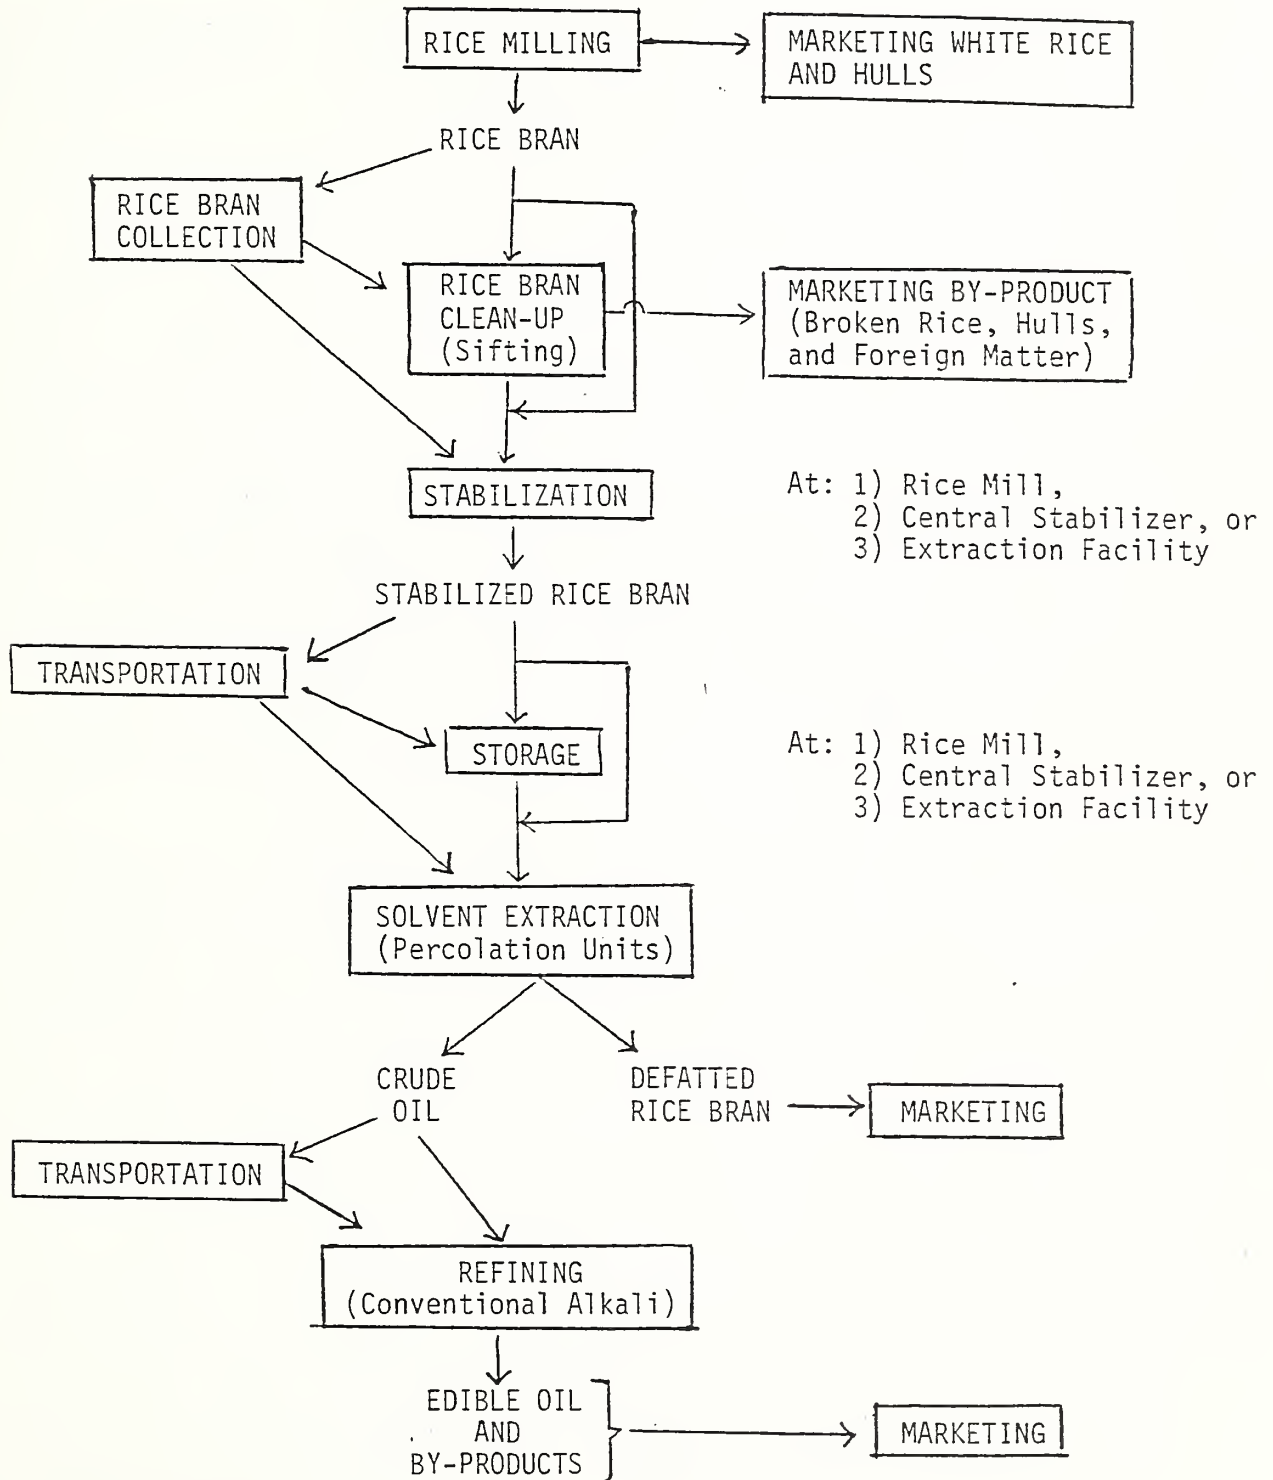 RICE MILLING
MARKETING WHITE RICE
AND HULLS
RICE BRAN
RICE BRAN
COLLECTION
RICE BRAN
CLEAN-UP
(Sifting)
MARKETING BY-PRODUCT
(Broken Rice, Hulls,
and Foreign Matter)
STABILIZATION
At: 1) Rice Mill,
2) Central Stabilizer, or
3) Extraction Facility
STABILIZED RICE BRAN
TRANSPORTATION
STORAGE
At: 1) Rice Mill,
2) Central Stabilizer, or
3) Extraction Facility
SOLVENT EXTRACTION
(Percolation Units)
CRUDE
OIL
DEFATTED
RICE BRAN
MARKETING
TRANSPORTATION
REFINING
(Conventional Alkali)
EDIBLE OIL
AND
BY-PRODUCTS
MARKETING